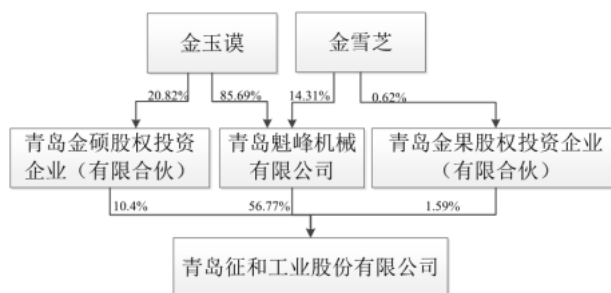 金玉谟
金雪芝
20.82%
85.69%
14.31%
0.62%
青岛金硕股权投资
企业（有限合伙）
青岛魁峰机械
有限公司
青岛金果股权投资企业
（有限合伙）
10.4%
56.77%
1.59%
青岛征和工业股份有限公司